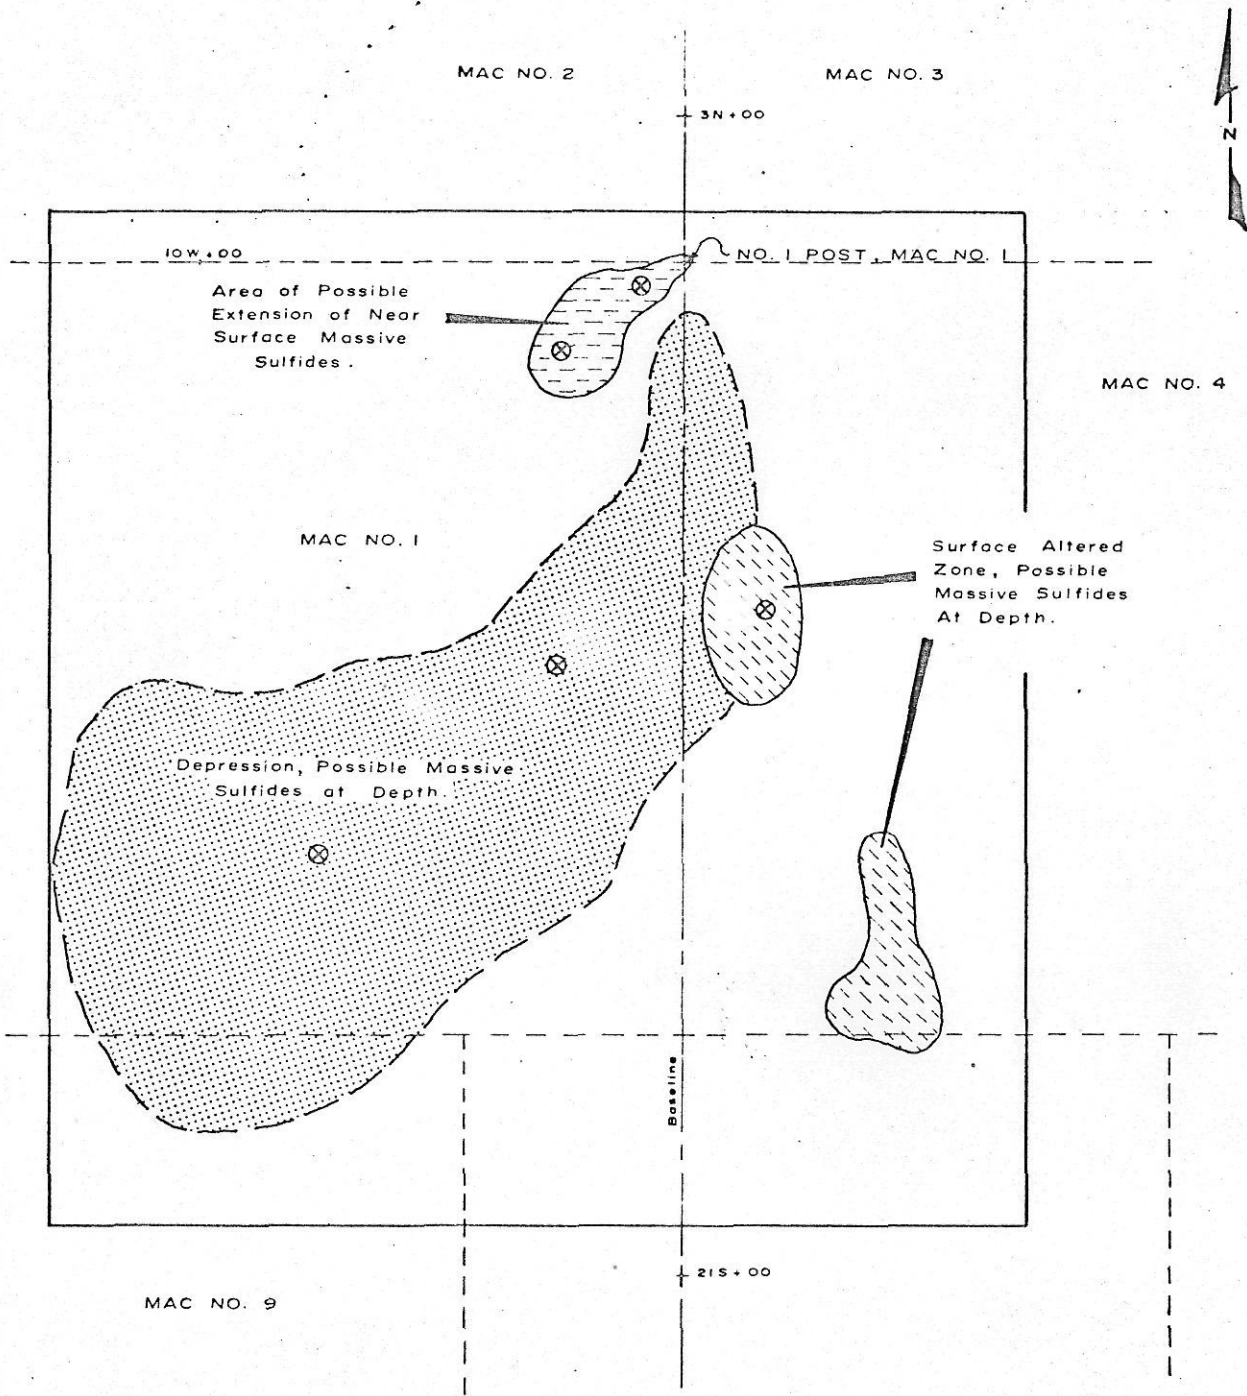 MAC NO. 2
MAC NO. 3
3N+00
N
10W+00
NO. 1 POST, MAC NO. 1
Area of Possible
Extension of Near
Surface Massive
Sulfides.
MAC NO. 4
MAC NO. 1
Surface Altered
Zone, Possible
Massive Sulfides
At Depth.
Depression, Possible Massive
Sulfides at Depth.
Baseline
21S+00
MAC NO. 9